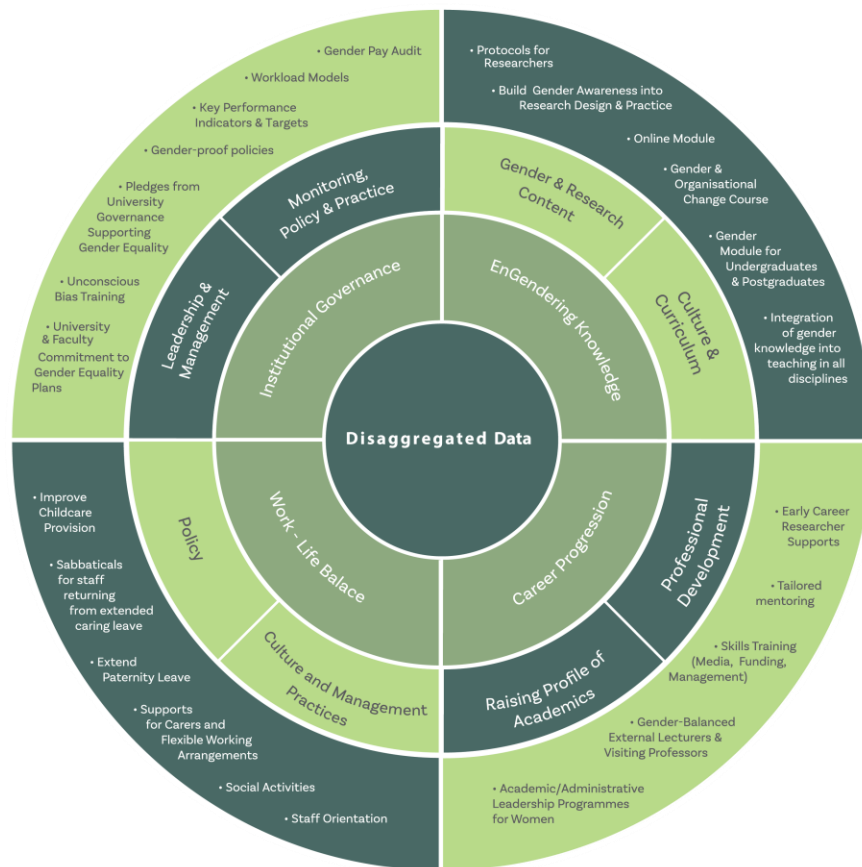 • Gender Pay Audit
• Workload Models
• Key Performance
Indicators & Targets
• Gender-proof policies
• Pledges from
University
Governance
Supporting
Gender Equality
• Unconscious
Bias Training
• University
& Faculty
Commitment to
Gender Equality
Plans
Monitoring,
Policy & Practice
Leadership &
Management
Institutional Governance
• Protocols for
Researchers
• Build Gender Awareness into
Research Design & Practice
• Online Module
• Gender &
Organisational
Change Course
• Gender
Module for
Undergraduates
& Postgraduates
• Integration
of gender
knowledge into
teaching in all
disciplines
Gender & Research
Content
Culture &
Curriculum
EnGendering Knowledge
Disaggregated Data
• Improve
Childcare
Provision
• Sabbaticals
for staff
returning
from extended
caring leave
• Extend
Paternity Leave
• Supports
for Carers and
Flexible Working
Arrangements
• Social Activities
• Staff Orientation
Policy
Culture and Management
Practices
Work - Life Balace
Career Progression
Professional
Development
Raising Profile of
Academics
• Early Career
Researcher
Supports
• Tailored
mentoring
• Skills Training
(Media, Funding,
Management)
• Gender-Balanced
External Lecturers &
Visiting Professors
• Academic/Administrative
Leadership Programmes
for Women